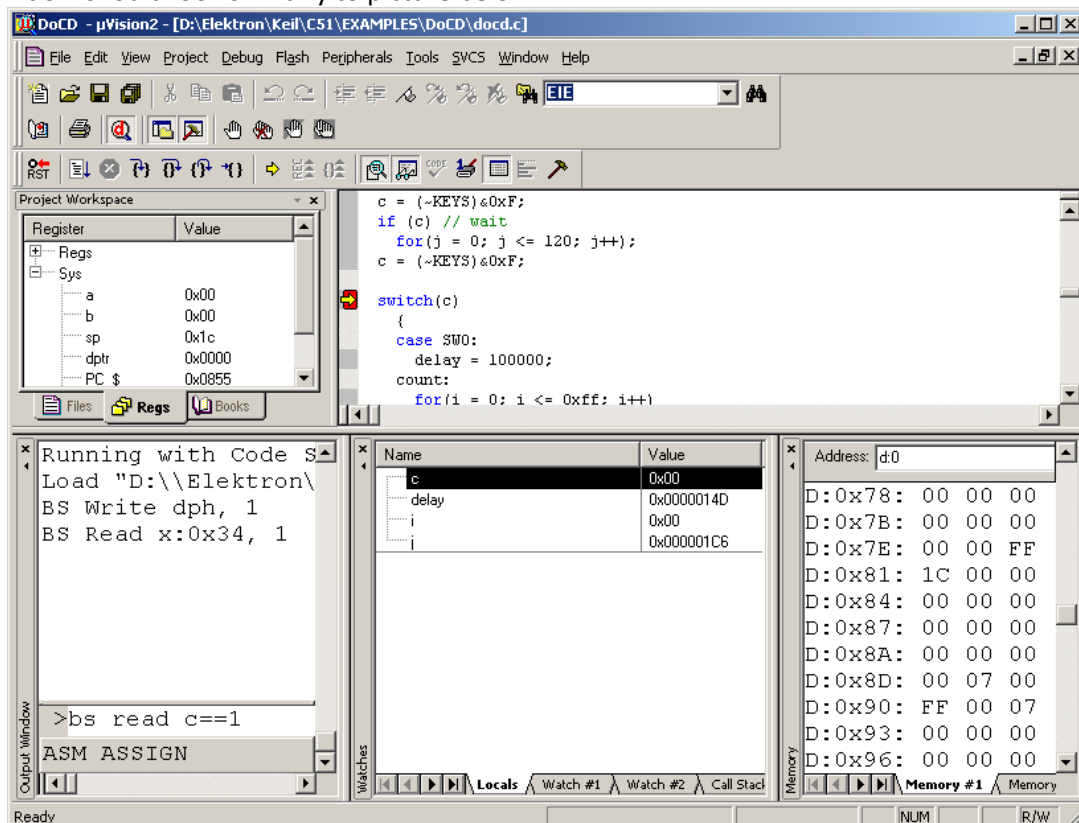 DoCD - µVision2 - [D:\Elektron\Keil\C51\EXAMPLES\DoCD\docd.c]
File Edit View Project Debug Flash Peripherals Tools SVCS Window Help
EIE
RST CODE
Project Workspace
Register Value
Regs
Sys
a 0x00
b 0x00
sp 0x1c
dptr 0x0000
PC $ 0x0855
Files Regs Books
c = (~KEYS)&0xF;
if (c) // wait
for(j = 0; j <= 120; j++);
c = (~KEYS)&0xF;
switch(c)
{
case SW0:
delay = 100000;
count:
for(i = 0; i <= 0xff; i++)
Running with Code S
Load "D:\\Elektron\
BS Write dph, 1
BS Read x:0x34, 1
>bs read c==1
ASM ASSIGN
Output Window
Name Value
c 0x00
delay 0x0000014D
i 0x00
j 0x000001C6
Watches
Locals Watch #1 Watch #2 Call Stack
Address: d:0
D:0x78: 00 00 00
D:0x7B: 00 00 00
D:0x7E: 00 00 FF
D:0x81: 1C 00 00
D:0x84: 00 00 00
D:0x87: 00 00 00
D:0x8A: 00 00 00
D:0x8D: 00 07 00
D:0x90: FF 00 07
D:0x93: 00 00 00
D:0x96: 00 00 00
Memory
Memory #1 Memory
Ready NUM R/W